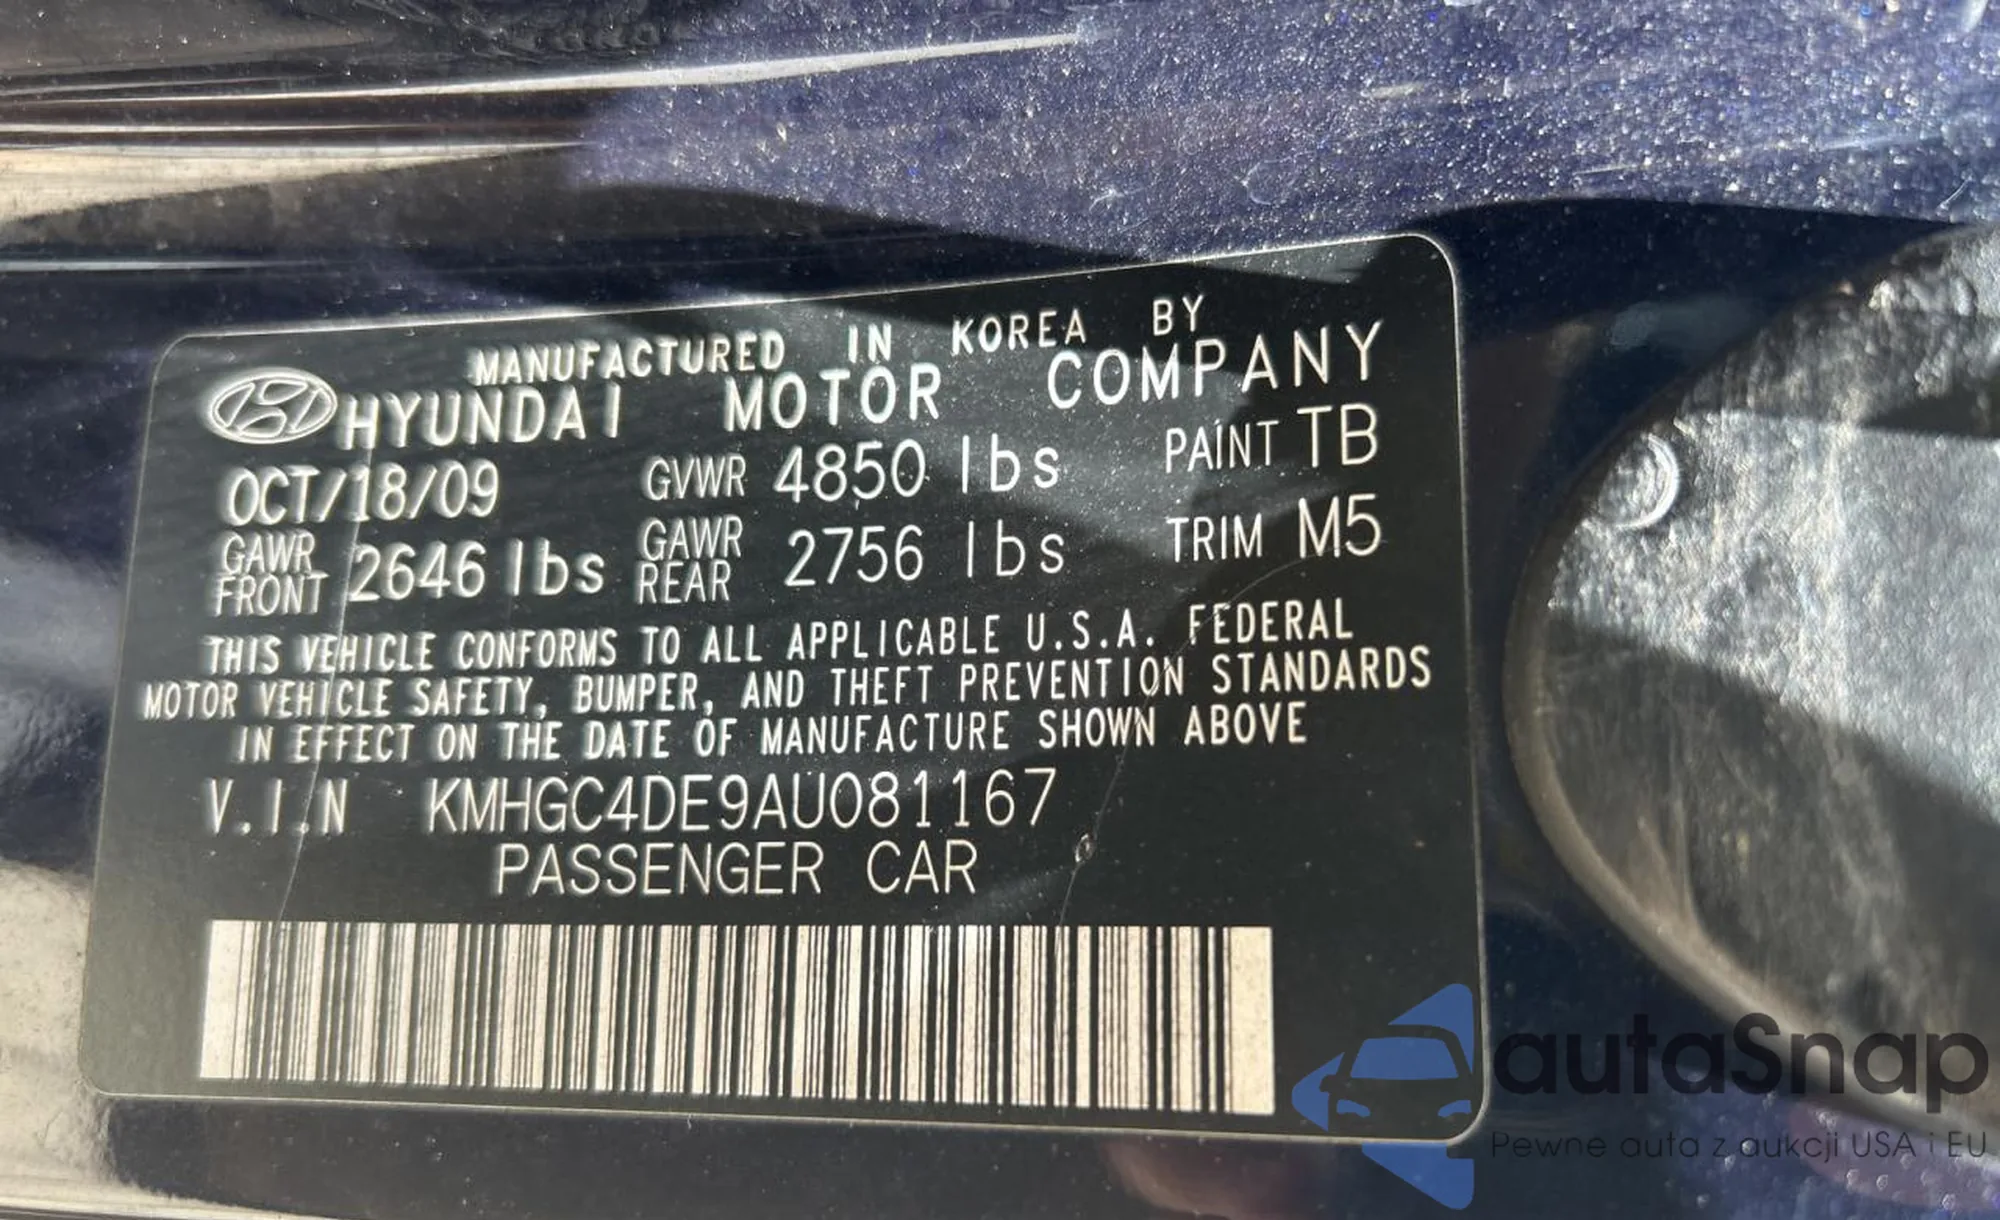 MANUFACTURED IN KOREA BY
HYUNDAI MOTOR COMPANY
OCT/18/09 GVWR 4850 lbs PAINT TB
GAWR FRONT 2646 lbs GAWR REAR 2756 lbs TRIM M5
THIS VEHICLE CONFORMS TO ALL APPLICABLE U.S.A. FEDERAL
MOTOR VEHICLE SAFETY, BUMPER, AND THEFT PREVENTION STANDARDS
IN EFFECT ON THE DATE OF MANUFACTURE SHOWN ABOVE
V.I.N KMHGC4DE9AU081167
PASSENGER CAR
autaSnap
Pewne auta z aukcji USA i EU